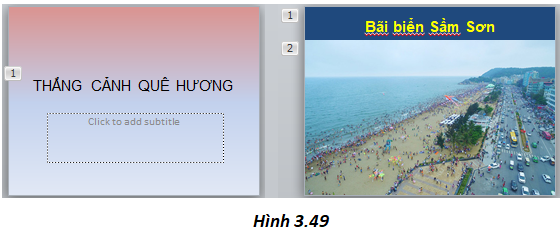 1
THẮNG CẢNH QUÊ HƯƠNG
Click to add subtitle
1
2
Bãi biển Sầm Sơn
Hình 3.49